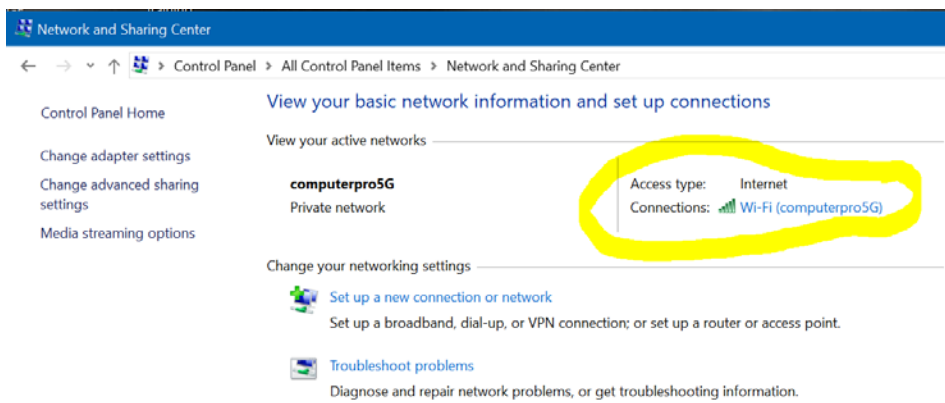 Network and Sharing Center
Control Panel > All Control Panel Items > Network and Sharing Center
Control Panel Home
Change adapter settings
Change advanced sharing
settings
Media streaming options
View your basic network information and set up connections
View your active networks
computerpro5G
Private network
Access type: Internet
Connections: Wi-Fi (computerpro5G)
Change your networking settings
Set up a new connection or network
Set up a broadband, dial-up, or VPN connection; or set up a router or access point.
Troubleshoot problems
Diagnose and repair network problems, or get troubleshooting information.